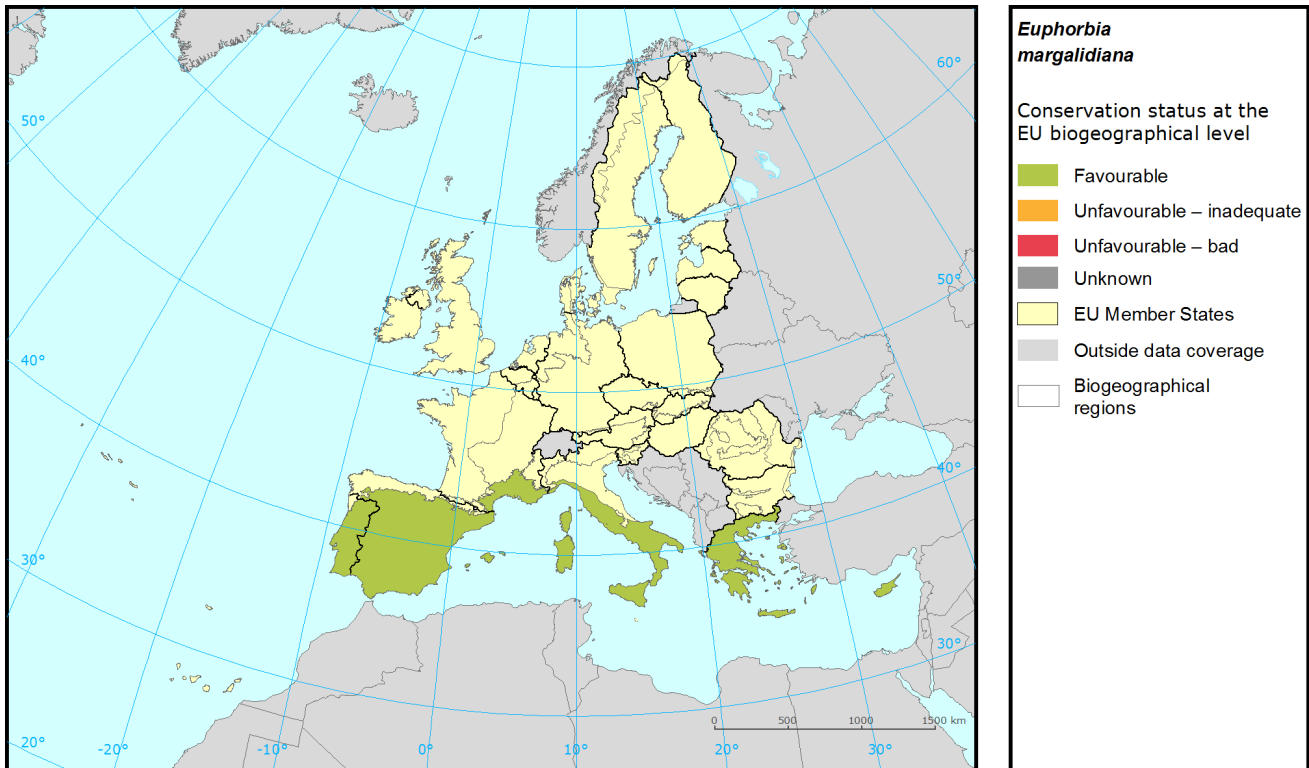 60°
50°
50°
40°
40°
30°
30°
20°
-20°
-10°
0°
10°
20°
30°
0 500 1000 1500 km
Euphorbia
margalidiana
Conservation status at the
EU biogeographical level
Favourable
Unfavourable – inadequate
Unfavourable – bad
Unknown
EU Member States
Outside data coverage
Biogeographical
regions